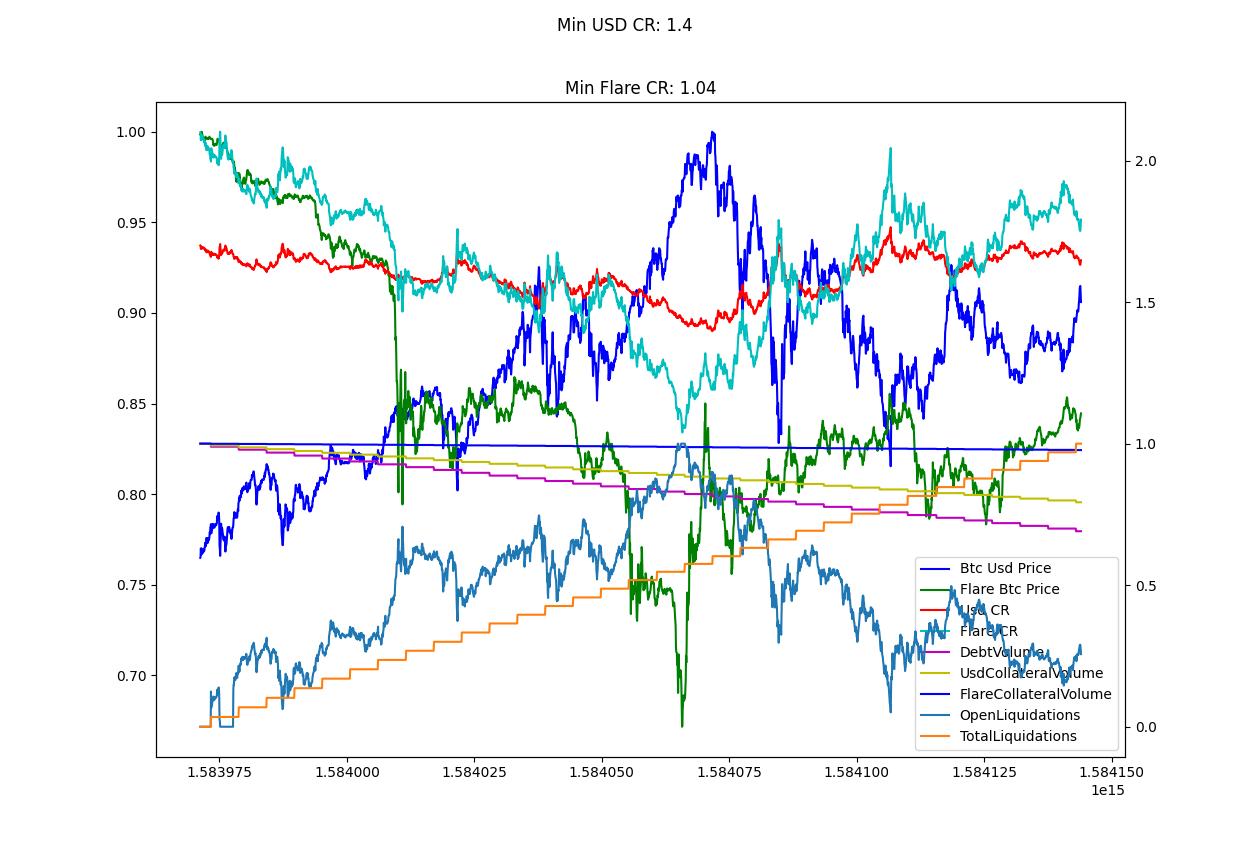 Min USD CR: 1.4
Min Flare CR: 1.04
1.00
0.95
0.90
0.85
0.80
0.75
0.70
2.0
1.5
1.0
0.5
0.0
Btc Usd Price
Flare Btc Price
Usd CR
Flare CR
DebtVolume
UsdCollateralVolume
FlareCollateralVolume
OpenLiquidations
TotalLiquidations
1.583975 1.584000 1.584025 1.584050 1.584075 1.584100 1.584125 1.584150
1e15